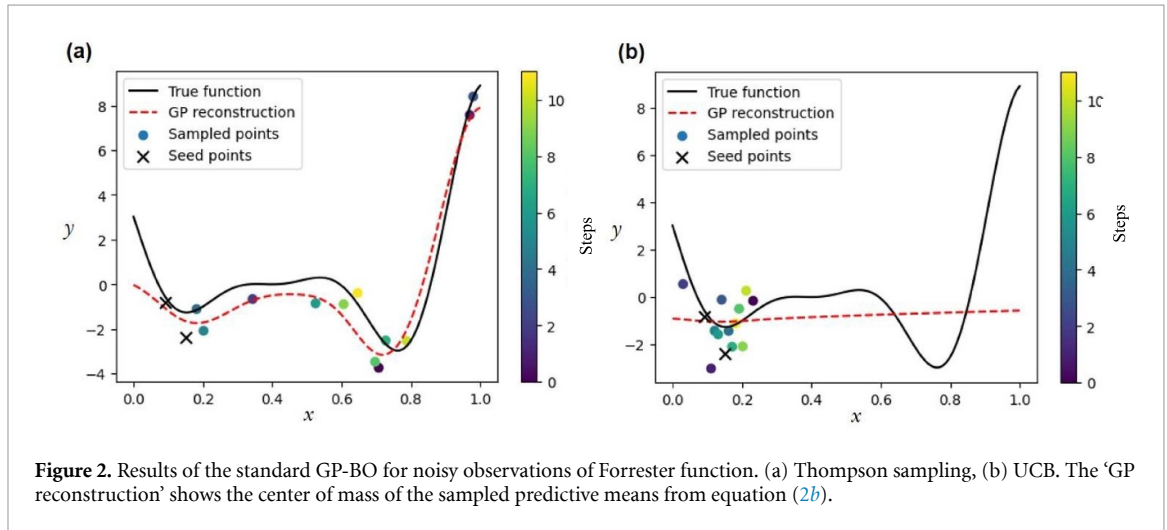 (a)
(b)
True function
GP reconstruction
Sampled points
Seed points
8
6
4
2
0
−2
−4
y
0.0 0.2 0.4 0.6 0.8 1.0
x
10
8
6
4
2
0
Steps
True function
GP reconstruction
Sampled points
Seed points
8
6
4
2
0
−2
y
0.0 0.2 0.4 0.6 0.8 1.0
x
10
8
6
4
2
0
Steps
Figure 2. Results of the standard GP-BO for noisy observations of Forrester function. (a) Thompson sampling, (b) UCB. The ‘GP
reconstruction’ shows the center of mass of the sampled predictive means from equation (2b).